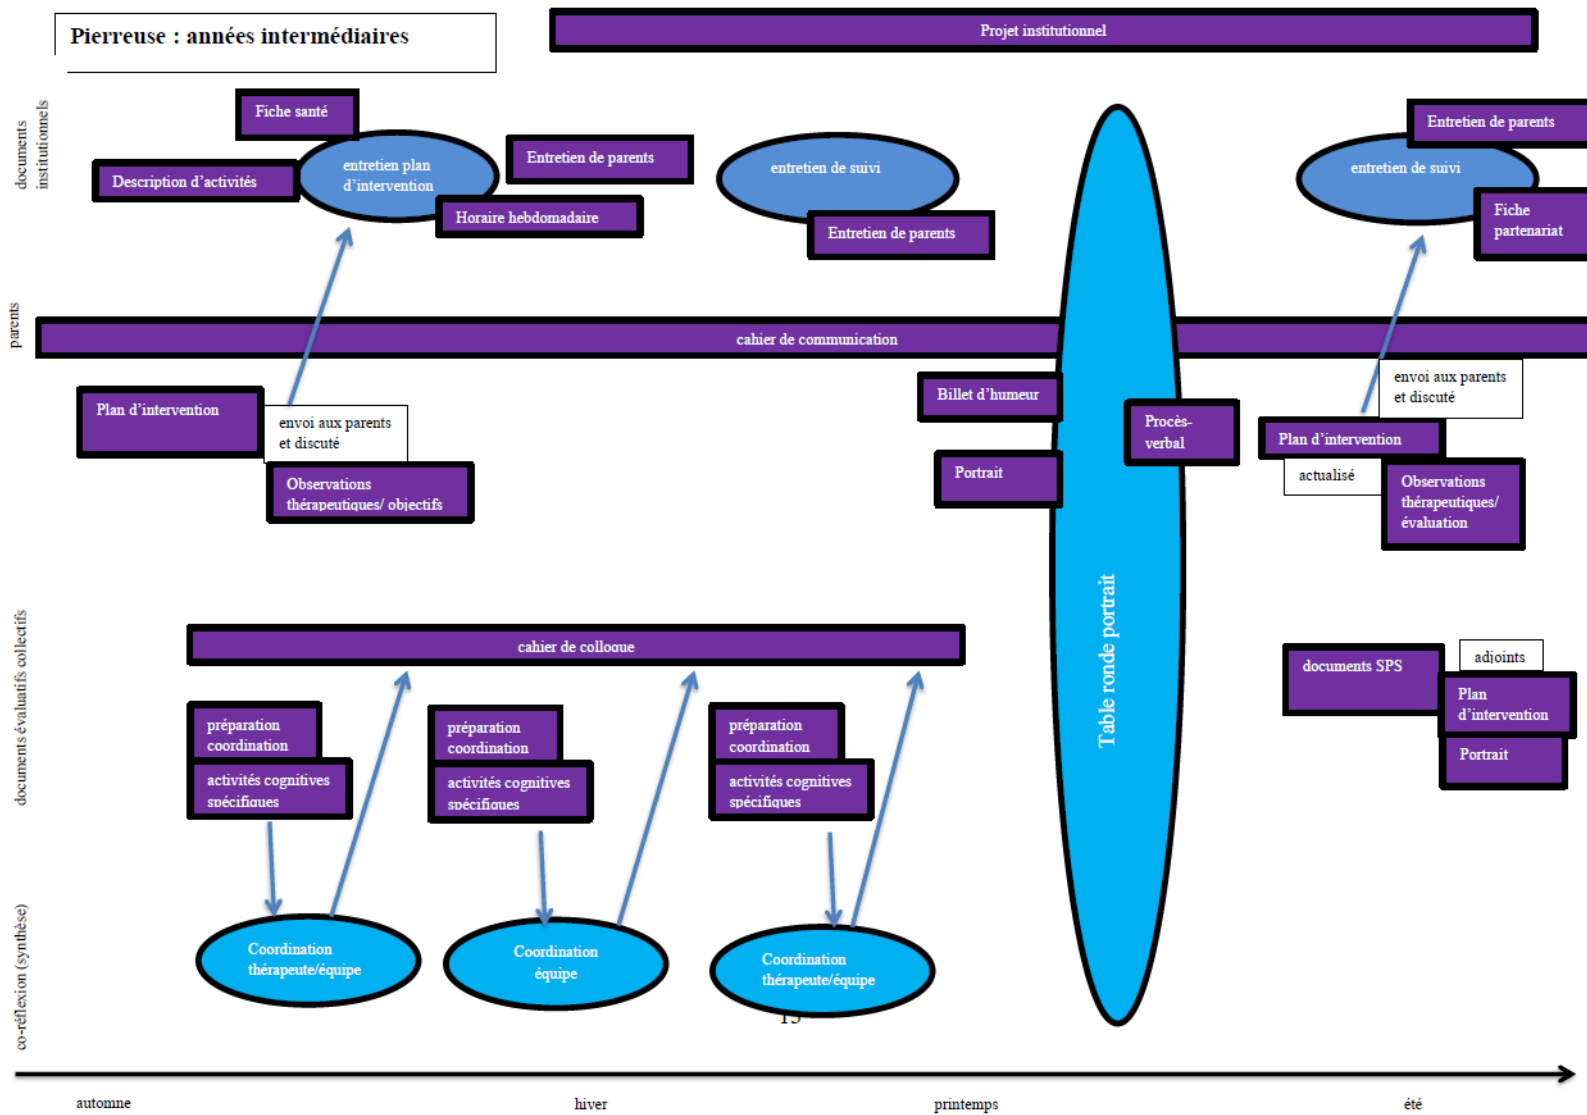 Pierreuse : années intermédiaires
Projet institutionnel
documents
institutionnels
Fiche santé
Description d'activités
entretien plan
d'intervention
Entretien de parents
Horaire hebdomadaire
entretien de suivi
Entretien de parents
Entretien de parents
entretien de suivi
Fiche
partenariat
parents
cahier de communication
Plan d'intervention
envoi aux parents
et discuté
Observations
thérapeutiques/ objectifs
Billet d'humeur
Portrait
Procès-
verbal
envoi aux parents
et discuté
Plan d'intervention
actualisé
Observations
thérapeutiques/
évaluation
Table ronde portrait
documents évaluatifs collectifs
cahier de colloque
préparation
coordination
activités cognitives
spécifiques
préparation
coordination
activités cognitives
spécifiques
préparation
coordination
activités cognitives
spécifiques
documents SPS
adjoints
Plan
d'intervention
Portrait
co-réflexion (synthèse)
Coordination
thérapeute/équipe
Coordination
équipe
Coordination
thérapeute/équipe
automne
hiver
printemps
été